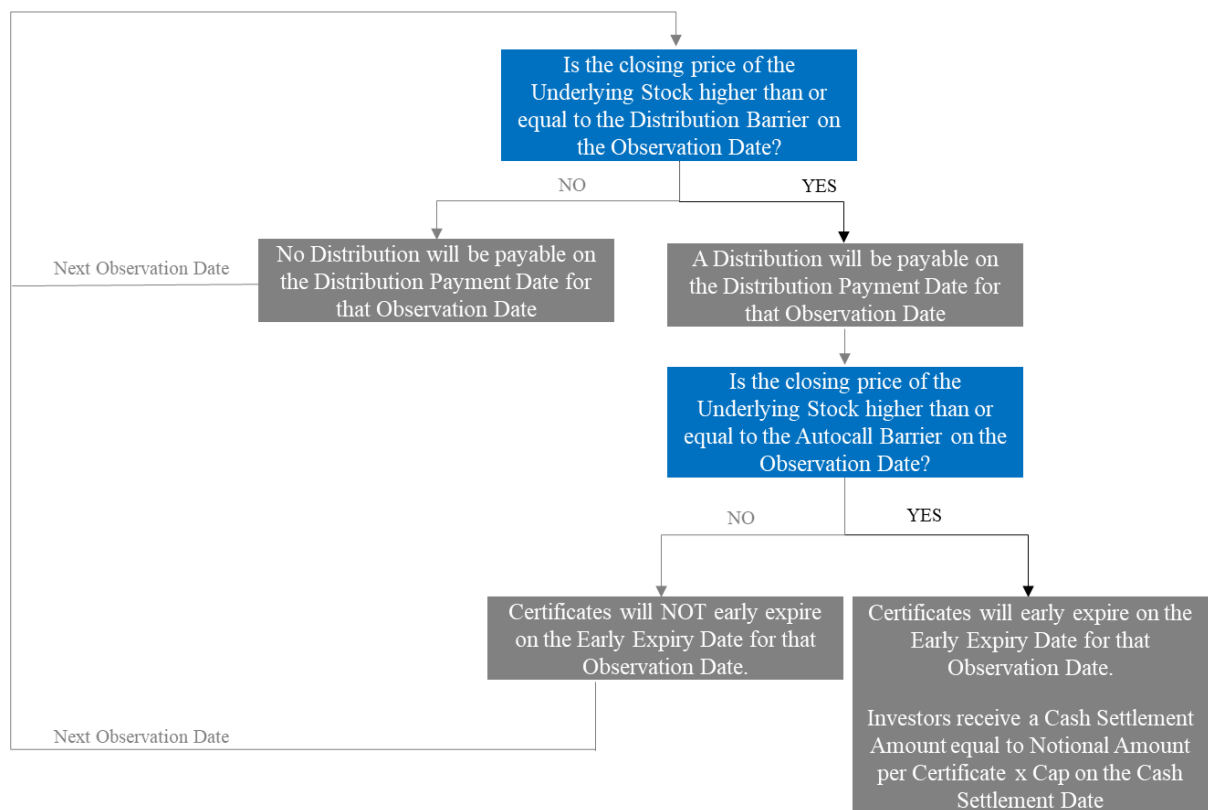 Is the closing price of the
Underlying Stock higher than or
equal to the Distribution Barrier on
the Observation Date?
NO
YES
Next Observation Date
No Distribution will be payable on
the Distribution Payment Date for
that Observation Date
A Distribution will be payable on
the Distribution Payment Date for
that Observation Date
Is the closing price of the
Underlying Stock higher than or
equal to the Autocall Barrier on the
Observation Date?
NO
YES
Certificates will NOT early expire
on the Early Expiry Date for that
Observation Date.
Certificates will early expire on the
Early Expiry Date for that
Observation Date.
Investors receive a Cash Settlement
Amount equal to Notional Amount
per Certificate x Cap on the Cash
Settlement Date
Next Observation Date